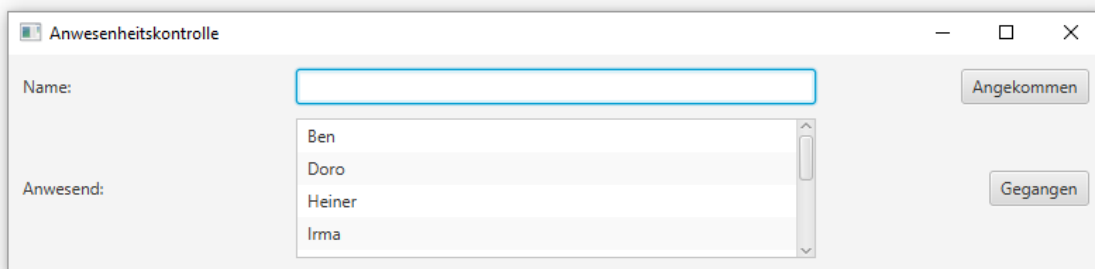 Anwesenheitskontrolle
Name:
Angekommen
Ben
Doro
Anwesend:
Heiner
Gegangen
Irma